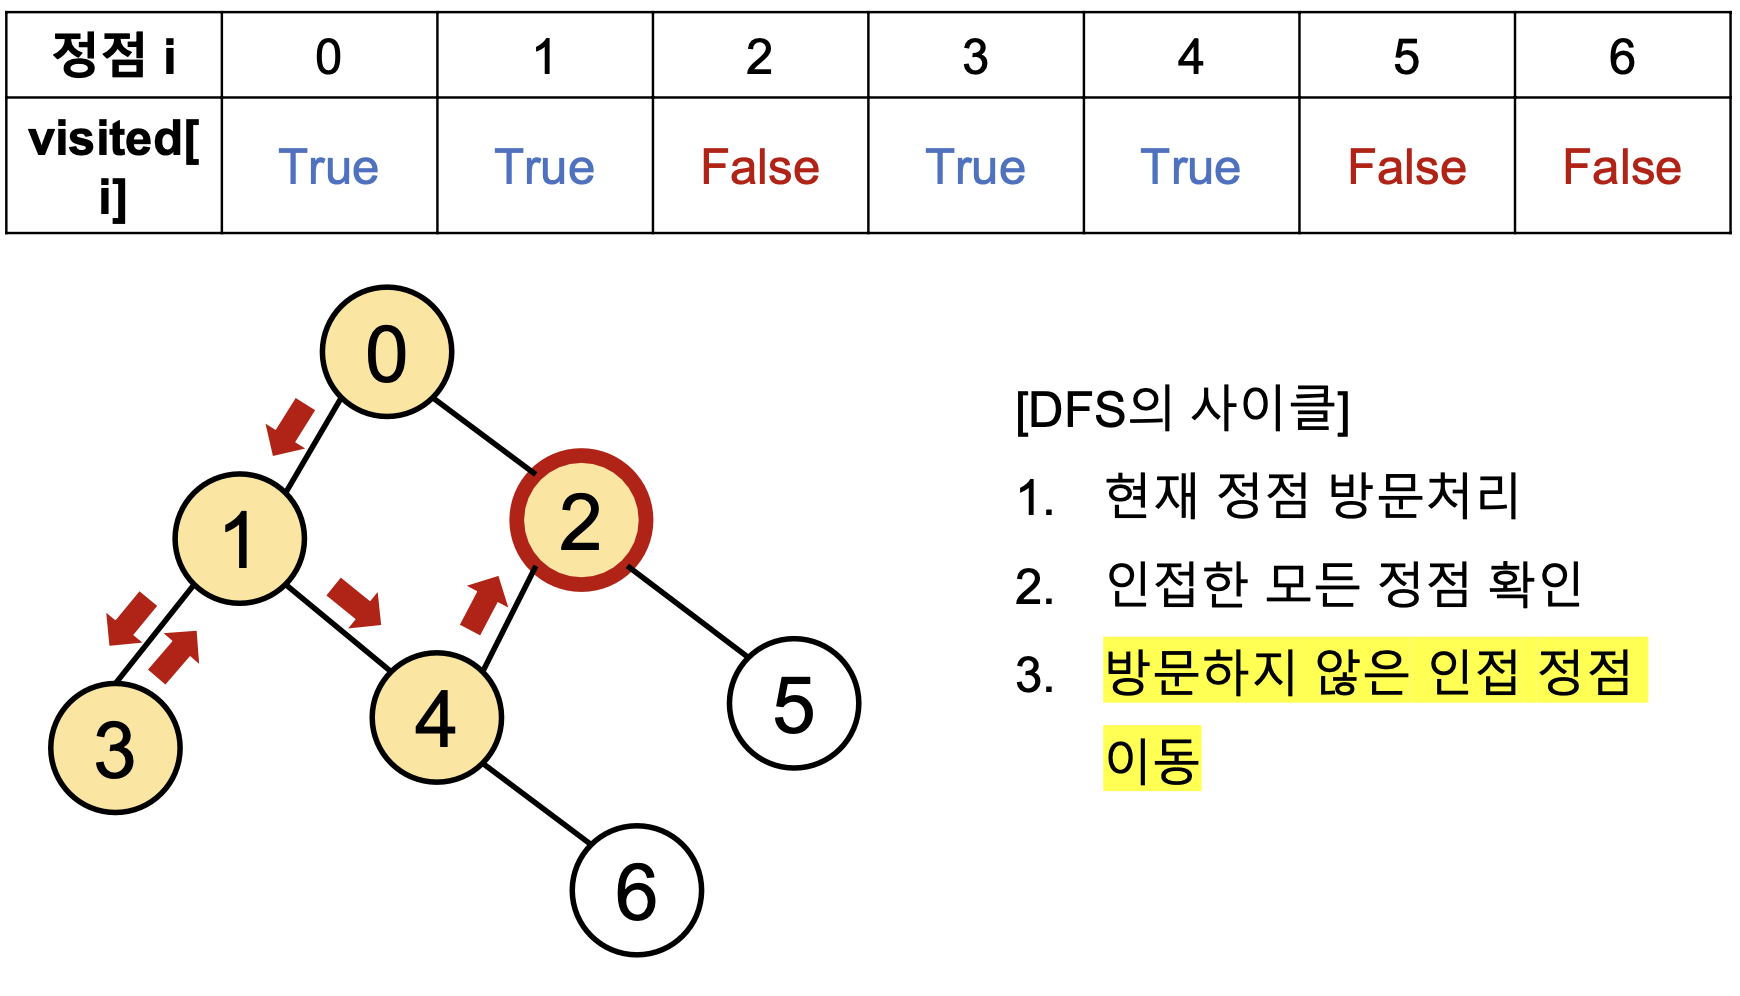 정점 i 0 1 2 3 4 5 6
visited[
i] True True False True True False False
0
1
2
3
4
5
6
[DFS의 사이클]
1. 현재 정점 방문처리
2. 인접한 모든 정점 확인
3. 방문하지 않은 인접 정점
이동